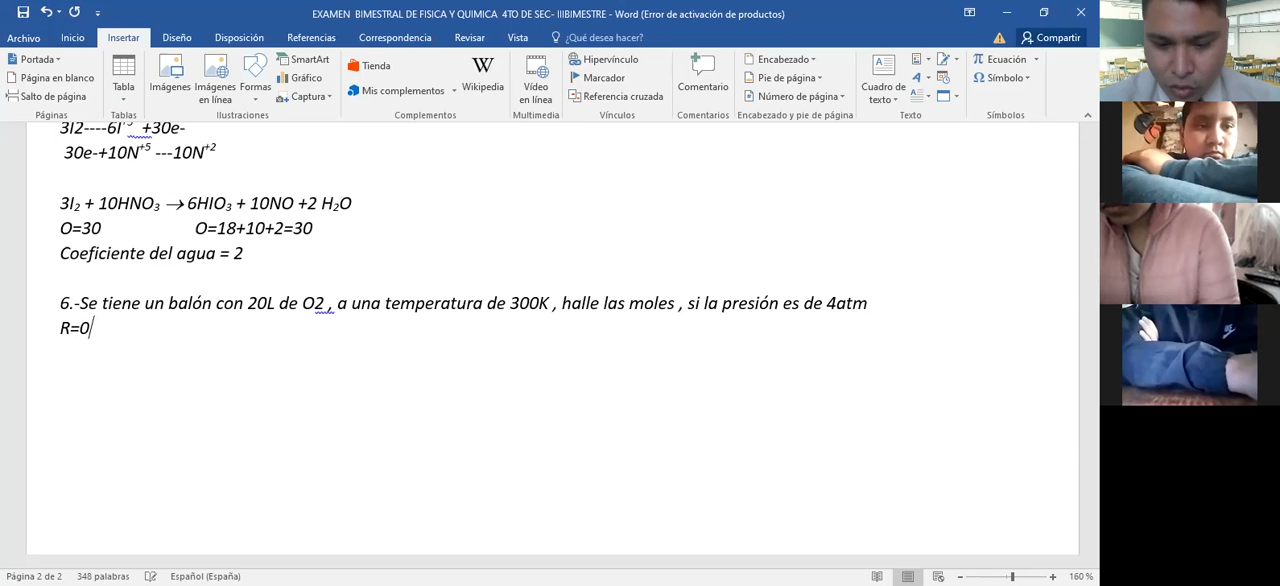 EXAMEN BIMESTRAL DE FISICA Y QUIMICA 4TO DE SEC- IIIBIMESTRE - Word (Error de activación de productos)
Archivo Inicio Insertar Diseño Disposición Referencias Correspondencia Revisar Vista ¿Qué desea hacer? Compartir
Portada
Página en blanco
Salto de página
Páginas
Tabla
Tablas
Imágenes
Imágenes en línea
Formas
SmartArt
Gráfico
Captura
Ilustraciones
Tienda
Mis complementos
W
Wikipedia
Complementos
Vídeo en línea
Multimedia
Hipervínculo
Marcador
Referencia cruzada
Vínculos
Comentario
Comentarios
Encabezado
Pie de página
Número de página
Encabezado y pie de página
Cuadro de texto
Texto
Ecuación
Símbolo
Símbolos
3I2----6I⁺⁵ +30e-
30e-+10N⁺⁵ ---10N⁺²
3I₂ + 10HNO₃ → 6HIO₃ + 10NO +2 H₂O
O=30 O=18+10+2=30
Coeficiente del agua = 2
6.-Se tiene un balón con 20L de O2 , a una temperatura de 300K , halle las moles , si la presión es de 4atm
R=0
Página 2 de 2 348 palabras Español (España) 160 %